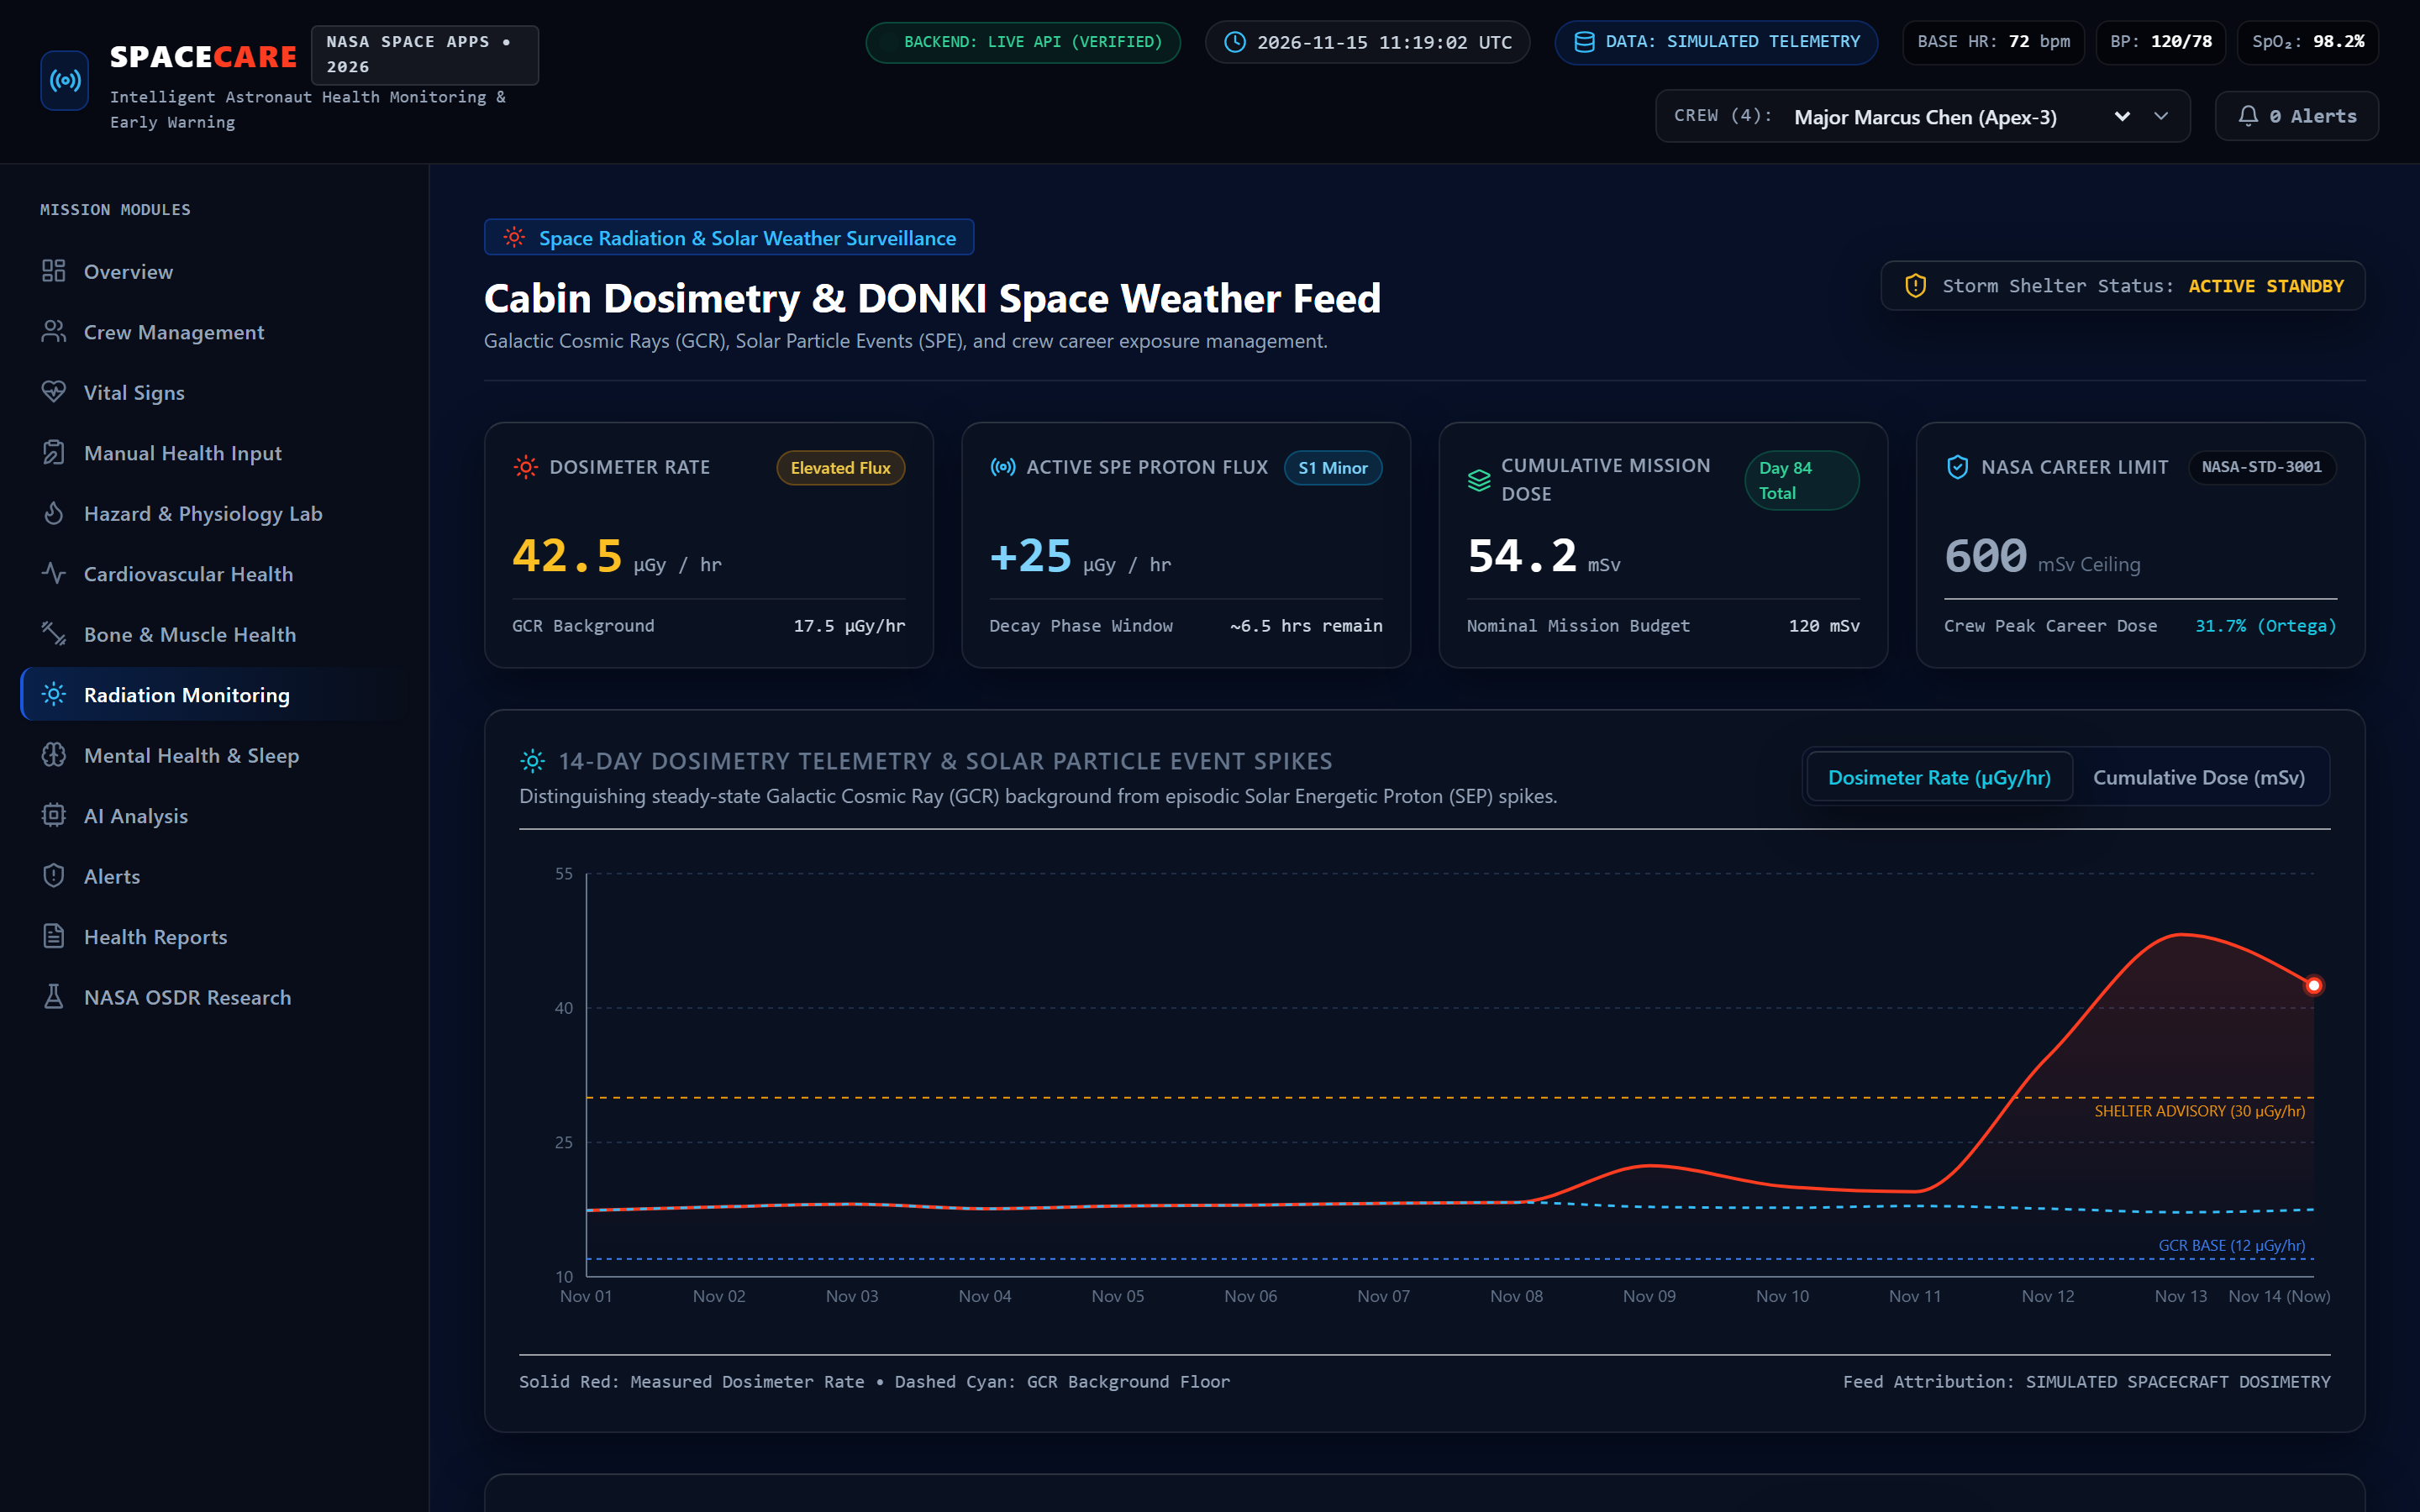 SPACECARE
NASA SPACE APPS •
2026
Intelligent Astronaut Health Monitoring &
Early Warning
BACKEND: LIVE API (VERIFIED)
2026-11-15 11:19:02 UTC
DATA: SIMULATED TELEMETRY
BASE HR: 72 bpm
BP: 120/78
SpO₂: 98.2%
CREW (4): Major Marcus Chen (Apex-3)
0 Alerts
MISSION MODULES
Overview
Crew Management
Vital Signs
Manual Health Input
Hazard & Physiology Lab
Cardiovascular Health
Bone & Muscle Health
Radiation Monitoring
Mental Health & Sleep
AI Analysis
Alerts
Health Reports
NASA OSDR Research
Space Radiation & Solar Weather Surveillance
Cabin Dosimetry & DONKI Space Weather Feed
Galactic Cosmic Rays (GCR), Solar Particle Events (SPE), and crew career exposure management.
Storm Shelter Status: ACTIVE STANDBY
DOSIMETER RATE
Elevated Flux
42.5 µGy / hr
GCR Background 17.5 µGy/hr
ACTIVE SPE PROTON FLUX
S1 Minor
+25 µGy / hr
Decay Phase Window ~6.5 hrs remain
CUMULATIVE MISSION
DOSE
Day 84
Total
54.2 mSv
Nominal Mission Budget 120 mSv
NASA CAREER LIMIT
NASA-STD-3001
600 mSv Ceiling
Crew Peak Career Dose 31.7% (Ortega)
14-DAY DOSIMETRY TELEMETRY & SOLAR PARTICLE EVENT SPIKES
Distinguishing steady-state Galactic Cosmic Ray (GCR) background from episodic Solar Energetic Proton (SEP) spikes.
Dosimeter Rate (µGy/hr)
Cumulative Dose (mSv)
55
40
25
10
SHELTER ADVISORY (30 µGy/hr)
GCR BASE (12 µGy/hr)
Nov 01 Nov 02 Nov 03 Nov 04 Nov 05 Nov 06 Nov 07 Nov 08 Nov 09 Nov 10 Nov 11 Nov 12 Nov 13 Nov 14 (Now)
Solid Red: Measured Dosimeter Rate • Dashed Cyan: GCR Background Floor
Feed Attribution: SIMULATED SPACECRAFT DOSIMETRY